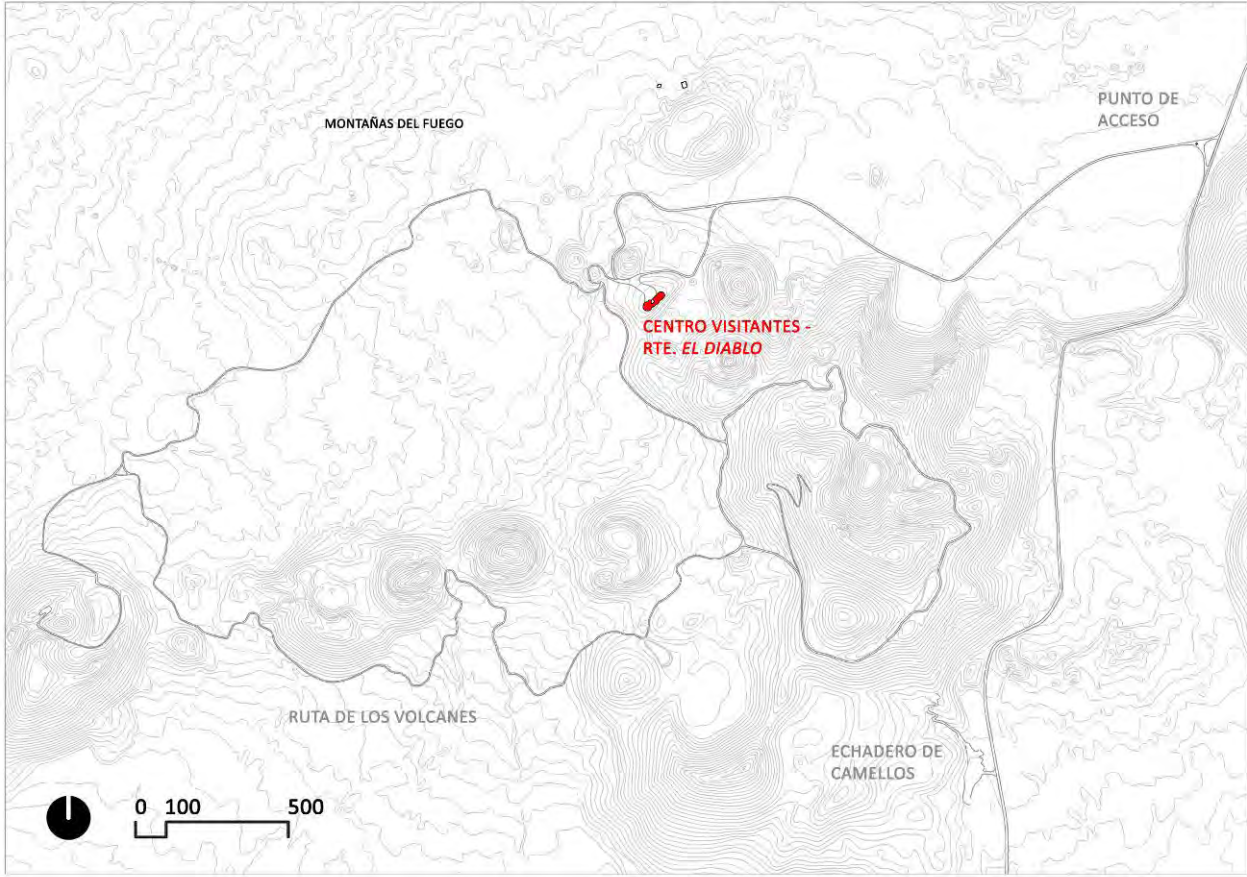 PUNTO DE
ACCESO
MONTAÑAS DEL FUEGO
CENTRO VISITANTES -
RTE. EL DIABLO
RUTA DE LOS VOLCANES
ECHADERO DE
CAMELLOS
0 100 500